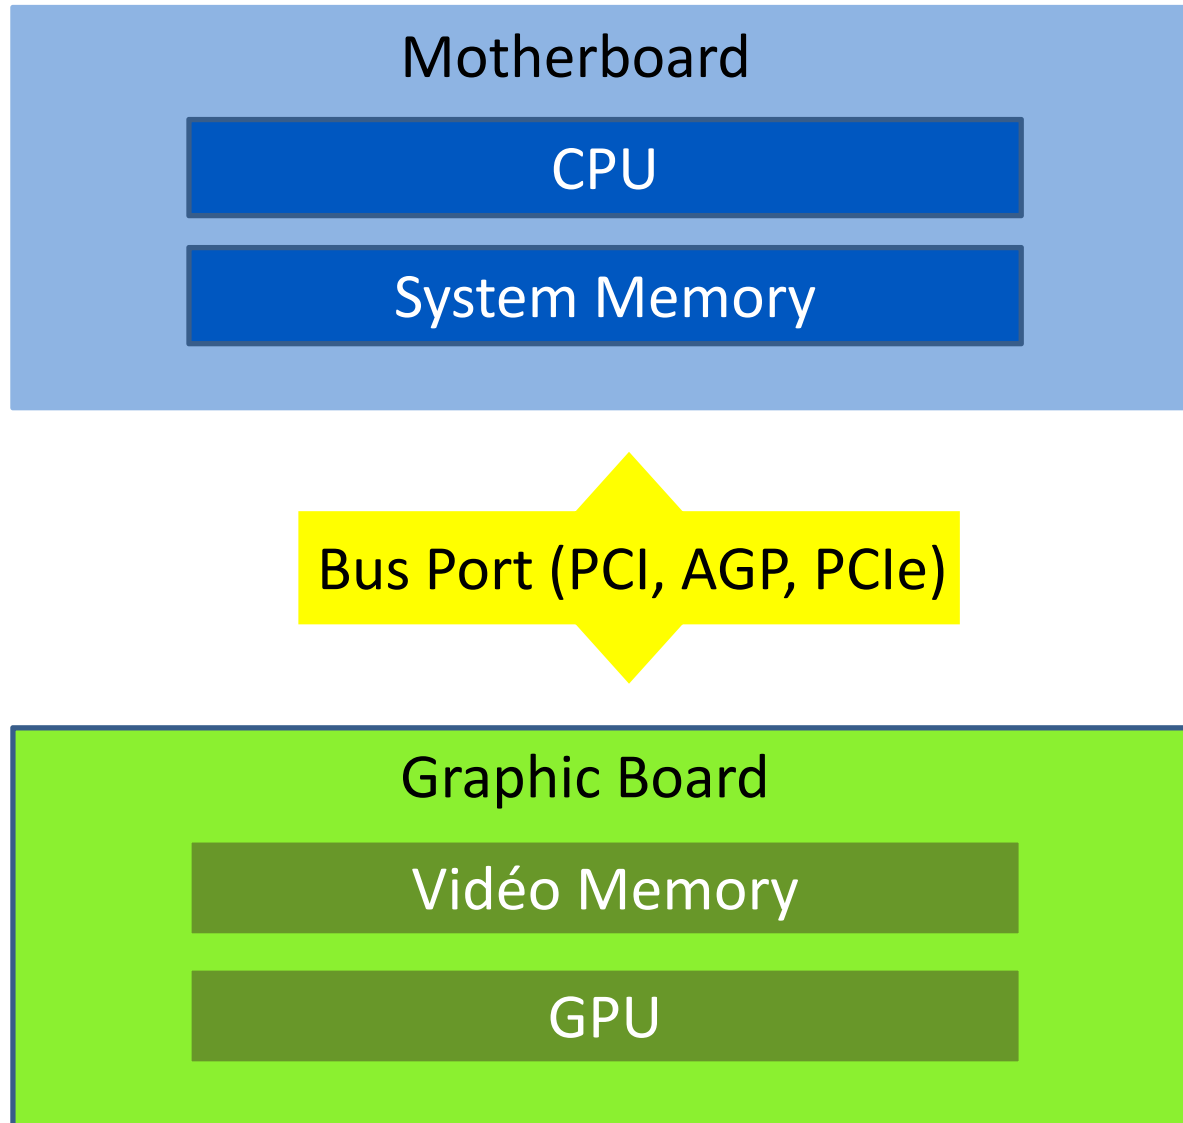 Motherboard
CPU
System Memory
Bus Port (PCI, AGP, PCIe)
Graphic Board
Vidéo Memory
GPU